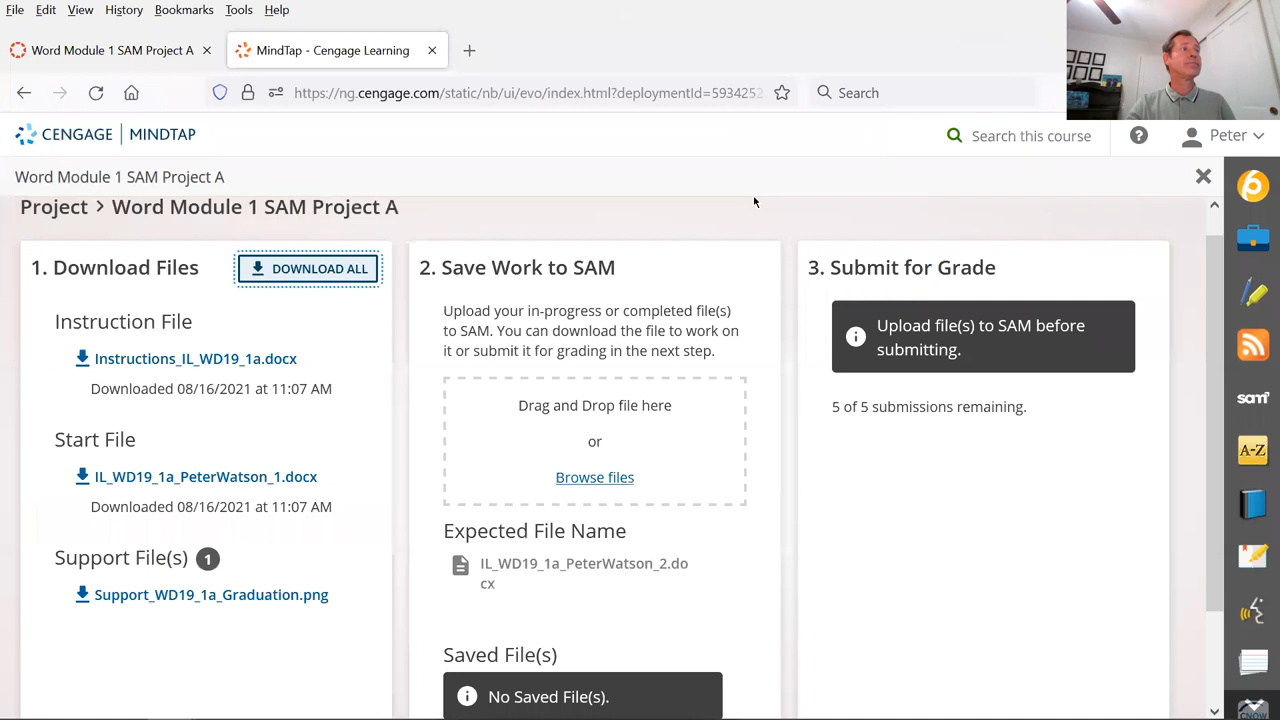 File Edit View History Bookmarks Tools Help
Word Module 1 SAM Project A
MindTap - Cengage Learning
https://ng.cengage.com/static/nb/ui/evo/index.html?deploymentId=5934252
Search
CENGAGE | MINDTAP
Search this course
Peter
Word Module 1 SAM Project A
Project > Word Module 1 SAM Project A
1. Download Files
DOWNLOAD ALL
Instruction File
Instructions_IL_WD19_1a.docx
Downloaded 08/16/2021 at 11:07 AM
Start File
IL_WD19_1a_PeterWatson_1.docx
Downloaded 08/16/2021 at 11:07 AM
Support File(s) 1
Support_WD19_1a_Graduation.png
2. Save Work to SAM
Upload your in-progress or completed file(s)
to SAM. You can download the file to work on
it or submit it for grading in the next step.
Drag and Drop file here
or
Browse files
Expected File Name
IL_WD19_1a_PeterWatson_2.do
cx
Saved File(s)
No Saved File(s).
3. Submit for Grade
Upload file(s) to SAM before
submitting.
5 of 5 submissions remaining.
sam
A-Z